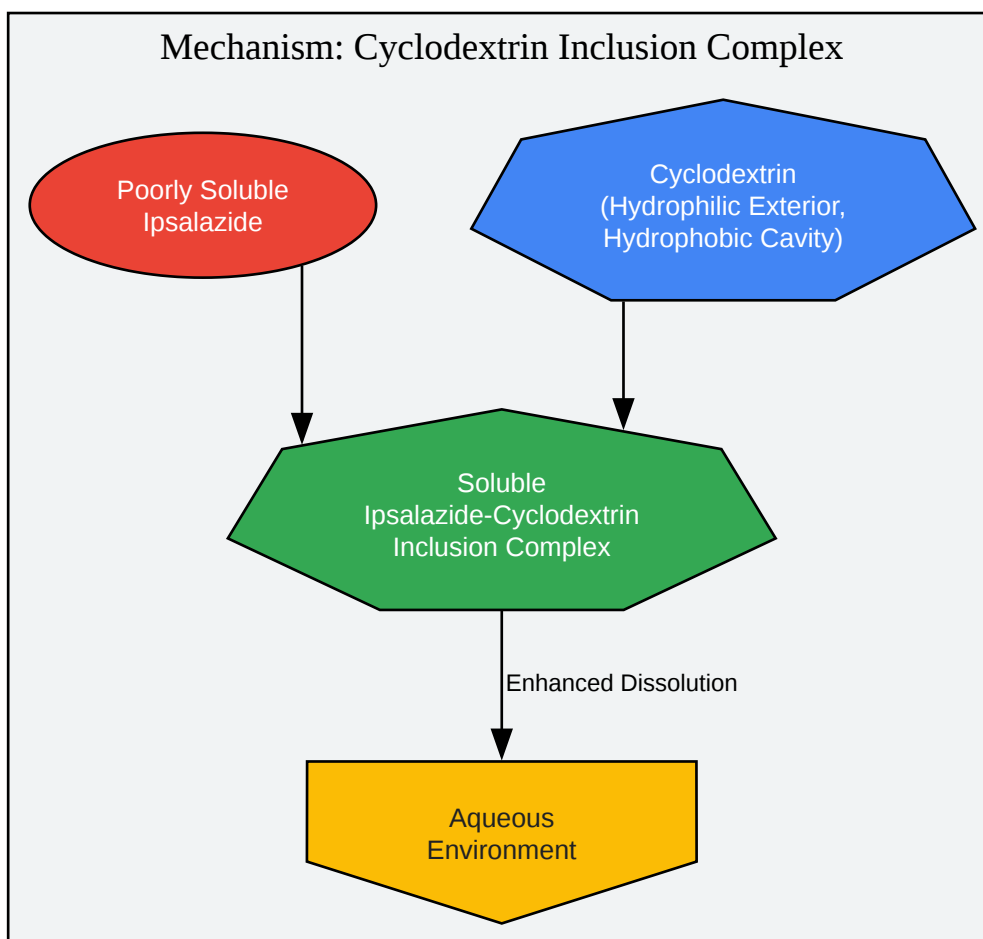 Mechanism: Cyclodextrin Inclusion Complex
Poorly Soluble
Ipsalazide
Cyclodextrin
(Hydrophilic Exterior,
Hydrophobic Cavity)
Soluble
Ipsalazide-Cyclodextrin
Inclusion Complex
Enhanced Dissolution
Aqueous
Environment